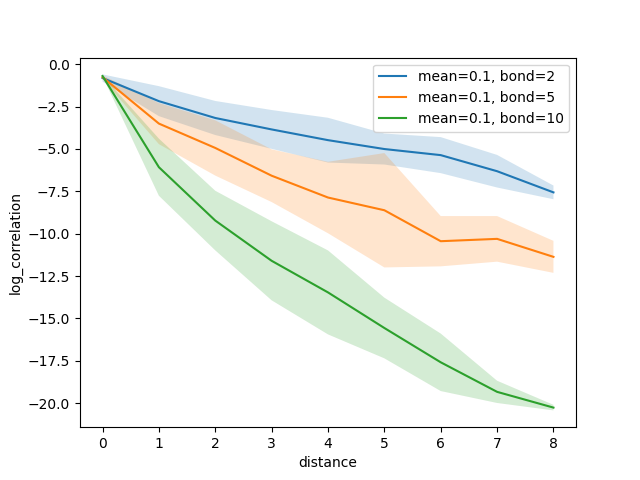 0.0
−2.5
−5.0
−7.5
−10.0
−12.5
−15.0
−17.5
−20.0
log_correlation
mean=0.1, bond=2
mean=0.1, bond=5
mean=0.1, bond=10
0 1 2 3 4 5 6 7 8
distance